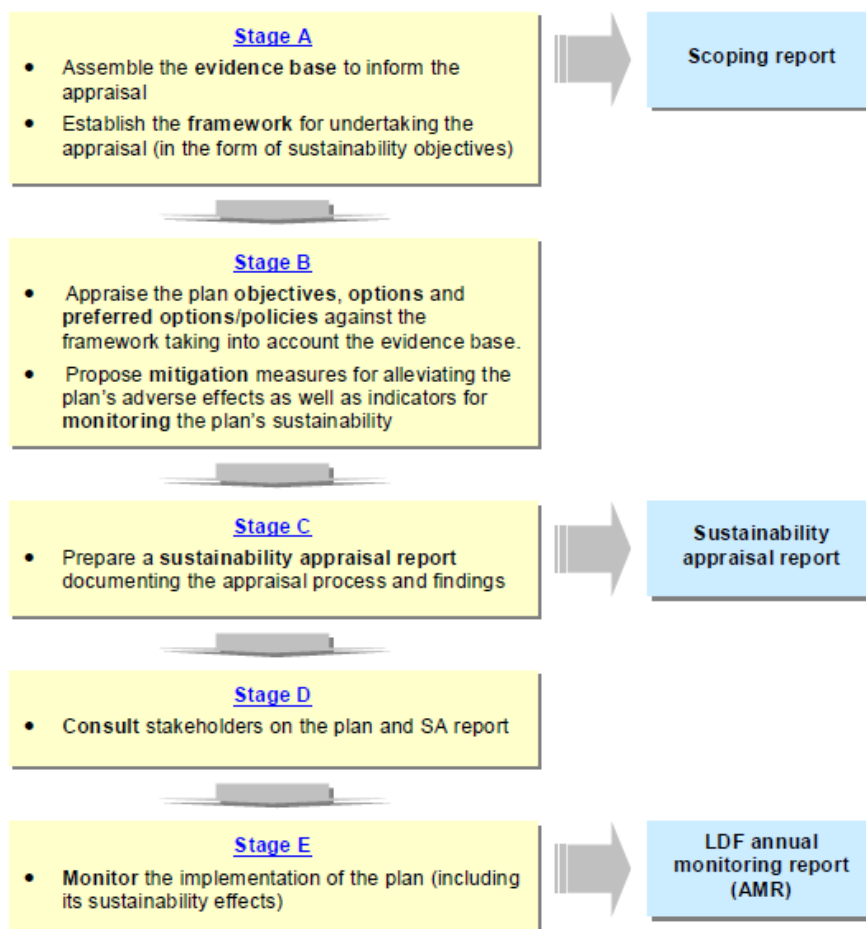 Stage A
• Assemble the evidence base to inform the
appraisal
• Establish the framework for undertaking the
appraisal (in the form of sustainability objectives)
Scoping report
Stage B
• Appraise the plan objectives, options and
preferred options/policies against the
framework taking into account the evidence base.
• Propose mitigation measures for alleviating the
plan's adverse effects as well as indicators for
monitoring the plan's sustainability
Stage C
• Prepare a sustainability appraisal report
documenting the appraisal process and findings
Sustainability
appraisal report
Stage D
• Consult stakeholders on the plan and SA report
Stage E
• Monitor the implementation of the plan (including
its sustainability effects)
LDF annual
monitoring report
(AMR)